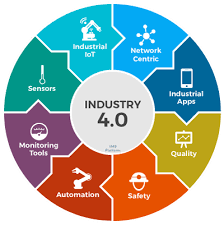 Industrial
IoT
Network
Centric
Sensors
Industrial
Apps
INDUSTRY
4.0
Monitoring
Tools
Quality
Automation
Safety